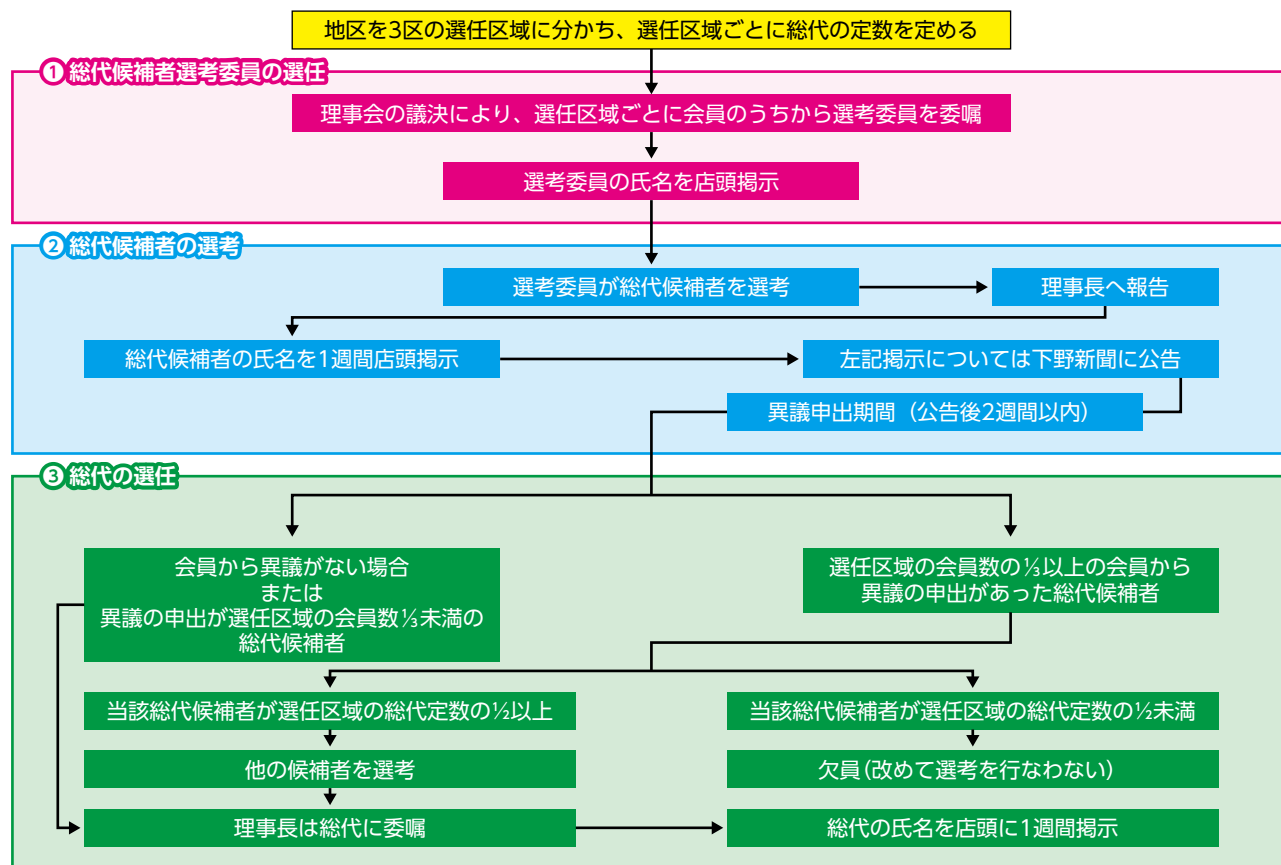 地区を3区の選任区域に分かち、選任区域ごとに総代の定数を定める
① 総代候補者選考委員の選任
理事会の議決により、選任区域ごとに会員のうちから選考委員を委嘱
選考委員の氏名を店頭掲示
② 総代候補者の選考
選考委員が総代候補者を選考
理事長へ報告
総代候補者の氏名を1週間店頭掲示
左記掲示については下野新聞に公告
異議申出期間（公告後2週間以内）
③ 総代の選任
会員から異議がない場合
または
異議の申出が選任区域の会員数⅓未満の
総代候補者
選任区域の会員数の⅓以上の会員から
異議の申出があった総代候補者
当該総代候補者が選任区域の総代定数の½以上
当該総代候補者が選任区域の総代定数の½未満
他の候補者を選考
欠員（改めて選考を行なわない）
理事長は総代に委嘱
総代の氏名を店頭に1週間掲示